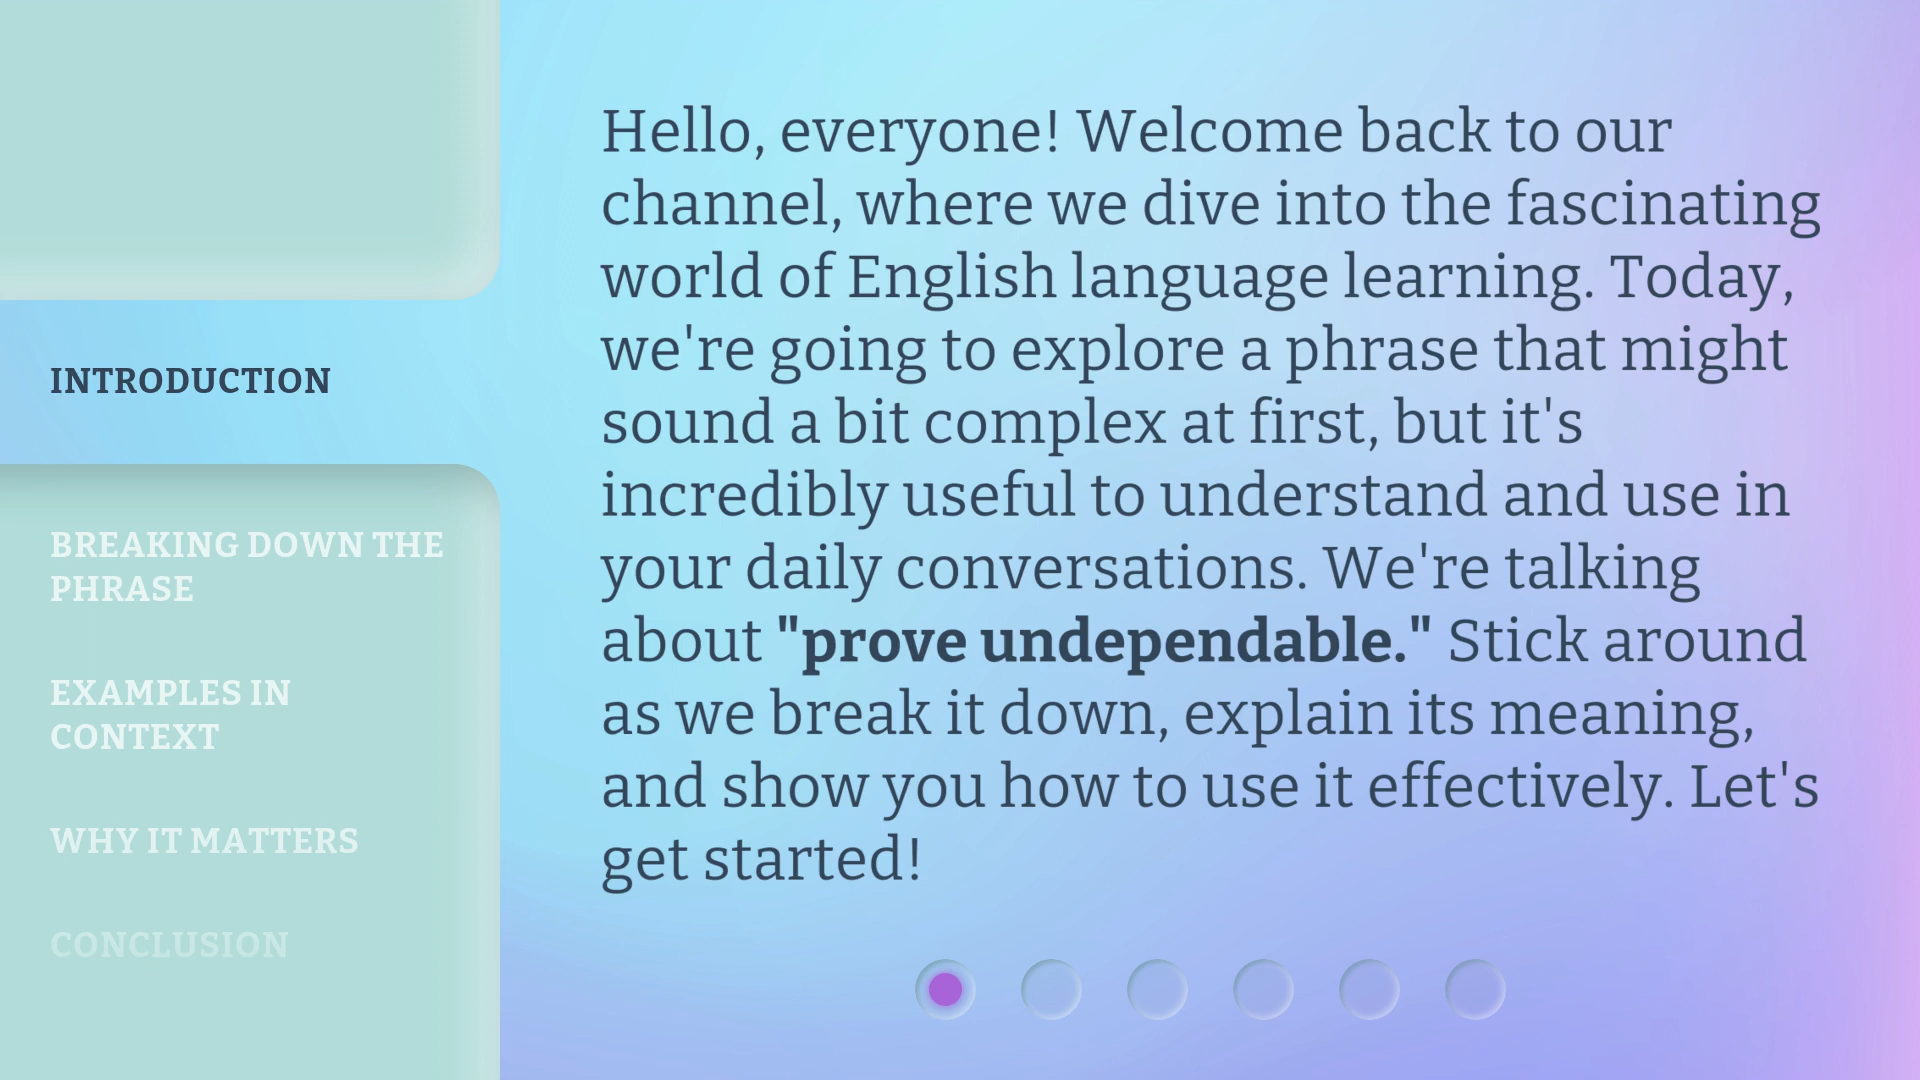 INTRODUCTION
BREAKING DOWN THE
PHRASE
EXAMPLES IN
CONTEXT
WHY IT MATTERS
CONCLUSION
Hello, everyone! Welcome back to our
channel, where we dive into the fascinating
world of English language learning. Today,
we're going to explore a phrase that might
sound a bit complex at first, but it's
incredibly useful to understand and use in
your daily conversations. We're talking
about "prove undependable." Stick around
as we break it down, explain its meaning,
and show you how to use it effectively. Let's
get started!